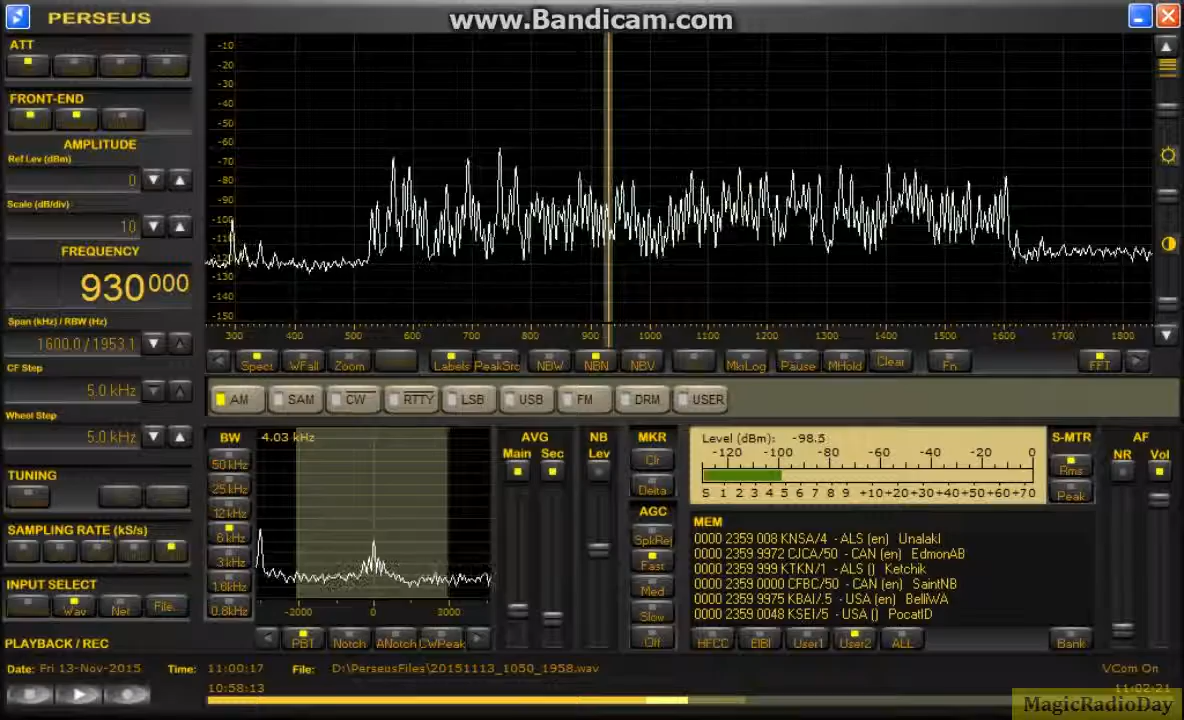 PERSEUS
www.Bandicam.com
ATT
FRONT-END
AMPLITUDE
Ref Lev (dBm)
0
Scale (dB/div)
10
FREQUENCY
930000
Span (kHz) / RBW (Hz)
1600.0 / 1953.1
CF Step
5.0 kHz
Wheel Step
5.0 kHz
TUNING
SAMPLING RATE (kS/s)
INPUT SELECT
Wav Net File
-10
-20
-30
-40
-50
-60
-70
-80
-90
-100
-110
-120
-130
-140
-150
300 400 500 600 700 800 900 1000 1100 1200 1300 1400 1500 1600 1700 1800
Spect WFall Zoom Labels PeakSrc NBW NBN NBV MknLog Pause MHold Clear Fn FFT
AM SAM CW RTTY LSB USB FM DRM USER
BW
50 kHz
25 kHz
12 kHz
6 kHz
3 kHz
1.6kHz
0.8kHz
4.03 kHz
-3000 0 3000
PBT Notch ANotch CWPeak
AVG
Main Sec
NB
Lev
MKR
Clr
Delta
AGC
SpkRej
Fast
Med
Slow
Off
Level (dBm): -98.5
-120 -100 -80 -60 -40 -20 0
S 1 2 3 4 5 6 7 8 9 +10+20+30+40+50+60+70
S-MTR
Rms
Peak
AF
NR Vol
MEM
0000 2359 008 KNSA/4 - ALS (en) Unalakl
0000 2359 9972 CJCA/50 - CAN (en) EdmonAB
0000 2359 999 KTKN/1 - ALS () Ketchik
0000 2359 0000 CFBC/50 - CAN () SaintNB
0000 2359 9975 KBAI/.5 - USA (en) BelliWA
0000 2359 0048 KSEI/5 - USA () PocatID
HFCC EIBI User1 User2 ALL Bank
PLAYBACK / REC
Date: Fri 13-Nov-2015 Time: 11:00:17 File: D:\PerseusFiles\20151113_1050_1958.wav VCom On
10:58:13 11:02:21
MagicRadioDay